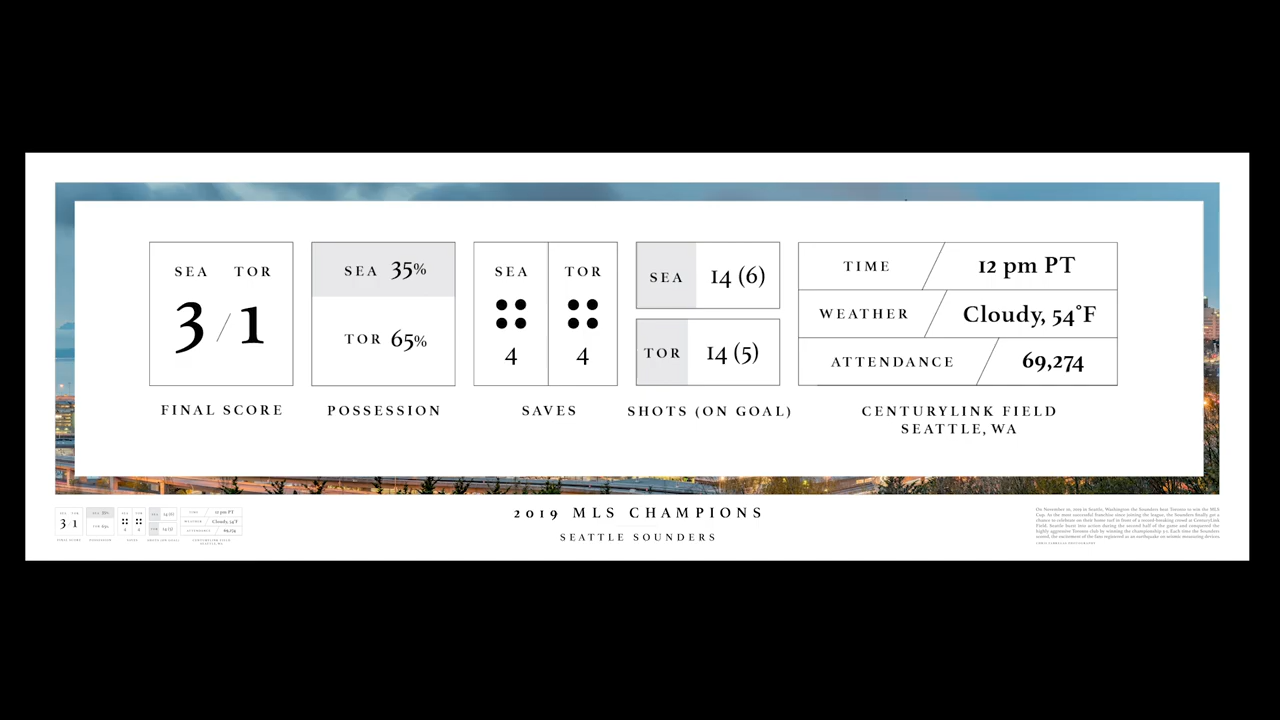 SEA TOR
3/1
FINAL SCORE
SEA 35%
TOR 65%
POSSESSION
SEA TOR
4 4
SAVES
SEA 14 (6)
TOR 14 (5)
SHOTS (ON GOAL)
TIME 12 pm PT
WEATHER Cloudy, 54°F
ATTENDANCE 69,274
CENTURYLINK FIELD
SEATTLE, WA
2019 MLS CHAMPIONS
SEATTLE SOUNDERS